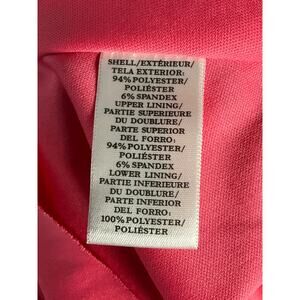 SHELL/EXTÉRIEUR/
TELA EXTERIOR:
94% POLYESTER/
POLIÉSTER
6% SPANDEX
UPPER LINING/
PARTIE SUPERIEURE
DU DOUBLURE/
PARTE SUPERIOR
DEL FORRO:
94% POLYESTER/
POLIÉSTER
6% SPANDEX
LOWER LINING/
PARTIE INFERIEURE
DU DOUBLURE/
PARTE INFERIOR
DEL FORRO:
100% POLYESTER/
POLIÉSTER